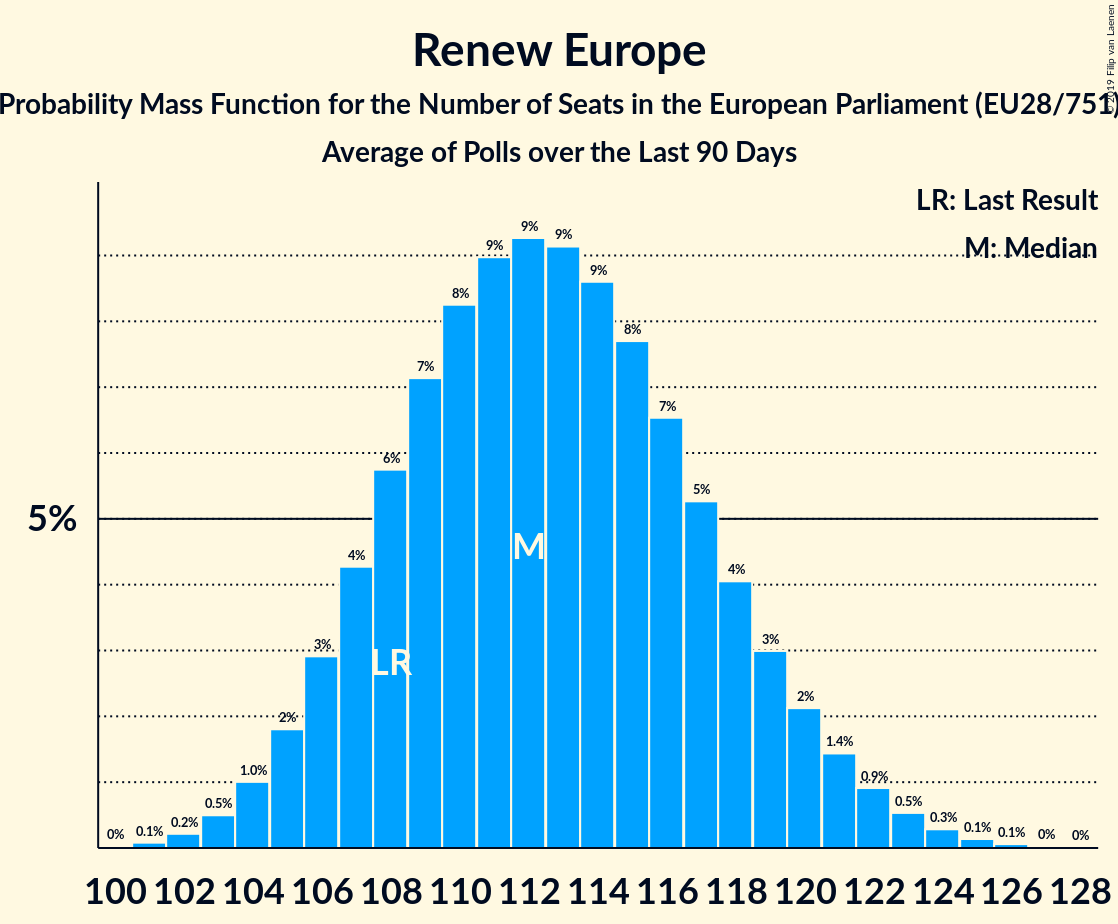 Renew Europe
Probability Mass Function for the Number of Seats in the European Parliament (EU28/751)
Average of Polls over the Last 90 Days
© 2019 Filip van Laenen
LR: Last Result
M: Median
5%
0% 0.1% 0.2% 0.5% 1.0% 2% 3% 4% 6% 7% 8% 9% 9% 9% 9% 8% 7% 5% 4% 3% 2% 1.4% 0.9% 0.5% 0.3% 0.1% 0.1% 0% 0%
M
LR
100 102 104 106 108 110 112 114 116 118 120 122 124 126 128